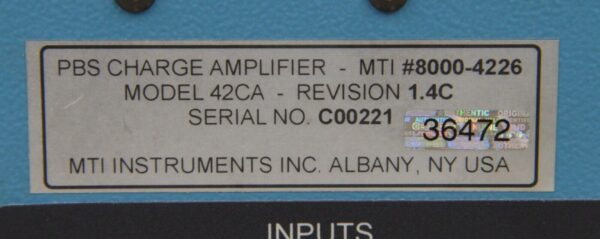 PBS CHARGE AMPLIFIER - MTI #8000-4226
MODEL 42CA - REVISION 1.4C
SERIAL NO. C00221
36472
MTI INSTRUMENTS INC. ALBANY, NY USA
INPUTS